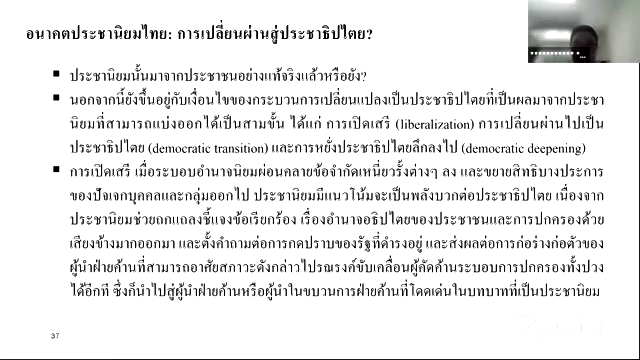 อนาคตประชานิยมไทย: การเปลี่ยนผ่านสู่ประชาธิปไตย?
▪ ประชานิยมนั้นมาจากประชาชนอย่างแท้จริงแล้วหรือยัง?
▪ นอกจากนี้ยังขึ้นอยู่กับเงื่อนไขของกระบวนการเปลี่ยนแปลงเป็นประชาธิปไตยที่เป็นผลมาจากประชา
นิยมที่สามารถแบ่งออกได้เป็นสามขั้น ได้แก่ การเปิดเสรี (liberalization) การเปลี่ยนผ่านไปเป็น
ประชาธิปไตย (democratic transition) และการหยั่งประชาธิปไตยลึกลงไป (democratic deepening)
▪ การเปิดเสรี เมื่อระบอบอำนาจนิยมผ่อนคลายข้อจำกัดเหนี่ยวรั้งต่างๆ ลง และขยายสิทธิบางประการ
ของปัจเจกบุคคลและกลุ่มออกไป ประชานิยมมีแนวโน้มจะเป็นพลังบวกต่อประชาธิปไตย เนื่องจาก
ประชานิยมช่วยถกแถลงชี้แจงข้อเรียกร้อง เรื่องอำนาจอธิปไตยของประชาชนและการปกครองด้วย
เสียงข้างมากออกมา และตั้งคำถามต่อการกดปราบของรัฐที่ดำรงอยู่ และส่งผลต่อการก่อร่างก่อตัวของ
ผู้นำฝ่ายค้านที่สามารถอาศัยสภาวะดังกล่าวไปรณรงค์ขับเคลื่อนผู้คัดค้านระบอบการปกครองทั้งปวง
ได้อีกที ซึ่งก็นำไปสู่ผู้นำฝ่ายค้านหรือผู้นำในขบวนการฝ่ายค้านที่โดดเด่นในบทบาทที่เป็นประชานิยม
37